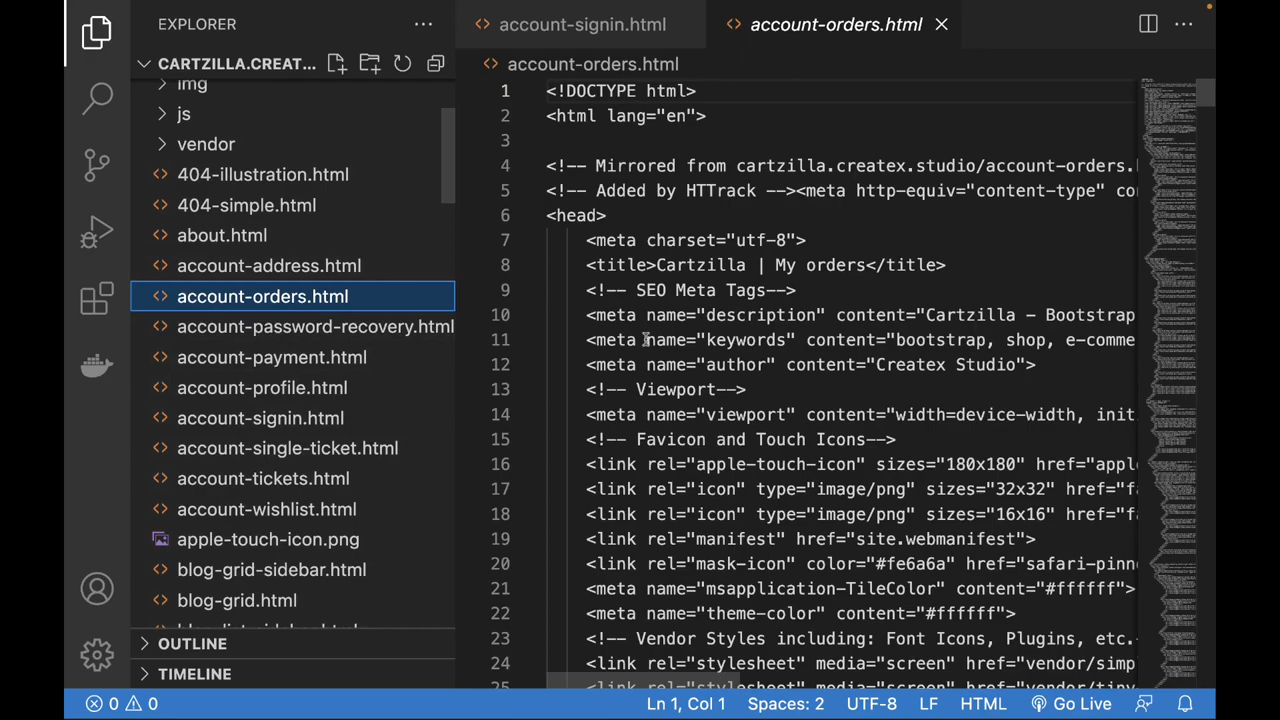 EXPLORER
CARTZILLA.CREAT...
img
js
vendor
404-illustration.html
404-simple.html
about.html
account-address.html
account-orders.html
account-password-recovery.html
account-payment.html
account-profile.html
account-signin.html
account-single-ticket.html
account-tickets.html
account-wishlist.html
apple-touch-icon.png
blog-grid-sidebar.html
blog-grid.html
OUTLINE
TIMELINE
account-signin.html
account-orders.html
account-orders.html
1 <!DOCTYPE html>
2 <html lang="en">
3
4 <!-- Mirrored from cartzilla.createx.studio/account-orders.
5 <!-- Added by HTTrack --><meta http-equiv="content-type" co
6 <head>
7 <meta charset="utf-8">
8 <title>Cartzilla | My orders</title>
9 <!-- SEO Meta Tags-->
10 <meta name="description" content="Cartzilla - Bootstrap
11 <meta name="keywords" content="bootstrap, shop, e-comme
12 <meta name="author" content="Createx Studio">
13 <!-- Viewport-->
14 <meta name="viewport" content="width=device-width, init
15 <!-- Favicon and Touch Icons-->
16 <link rel="apple-touch-icon" sizes="180x180" href="appl
17 <link rel="icon" type="image/png" sizes="32x32" href="fa
18 <link rel="icon" type="image/png" sizes="16x16" href="fa
19 <link rel="manifest" href="site.webmanifest">
20 <link rel="mask-icon" color="#fe6a6a" href="safari-pinn
21 <meta name="msapplication-TileColor" content="#ffffff">
22 <meta name="theme-color" content="#ffffff">
23 <!-- Vendor Styles including: Font Icons, Plugins, etc.-
24 <link rel="stylesheet" media="screen" href="vendor/simp
25 <link rel="stylesheet" media="screen" href="vendor/tiny
0 0 Ln 1, Col 1 Spaces: 2 UTF-8 LF HTML Go Live